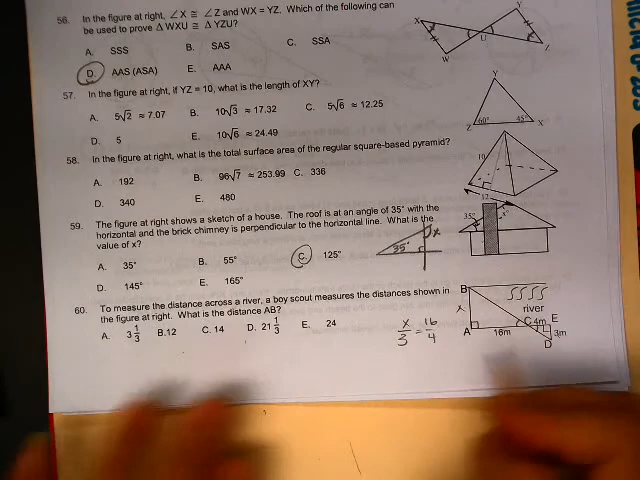 56. In the figure at right, ∠X ≅ ∠Z and WX = YZ. Which of the following can
be used to prove △WXU ≅ △YZU?
A. SSS B. SAS C. SSA
D. AAS (ASA) E. AAA
X Y U W Z
57. In the figure at right, if YZ = 10, what is the length of XY?
A. 5√2 ≈ 7.07 B. 10√3 ≈ 17.32 C. 5√6 ≈ 12.25
D. 5 E. 10√6 ≈ 24.49
Y Z 60° 45° X
58. In the figure at right, what is the total surface area of the regular square-based pyramid?
A. 192 B. 96√7 ≈ 253.99 C. 336
D. 340 E. 480
10 12
59. The figure at right shows a sketch of a house. The roof is at an angle of 35° with the
horizontal and the brick chimney is perpendicular to the horizontal line. What is the
value of x?
A. 35° B. 55° C. 125°
D. 145° E. 165°
35° x
35° x°
60. To measure the distance across a river, a boy scout measures the distances shown in
the figure at right. What is the distance AB?
A. 3 1/3 B. 12 C. 14 D. 21 1/3 E. 24
x/3 = 16/4
B x river A 16m C 4m E 3m D